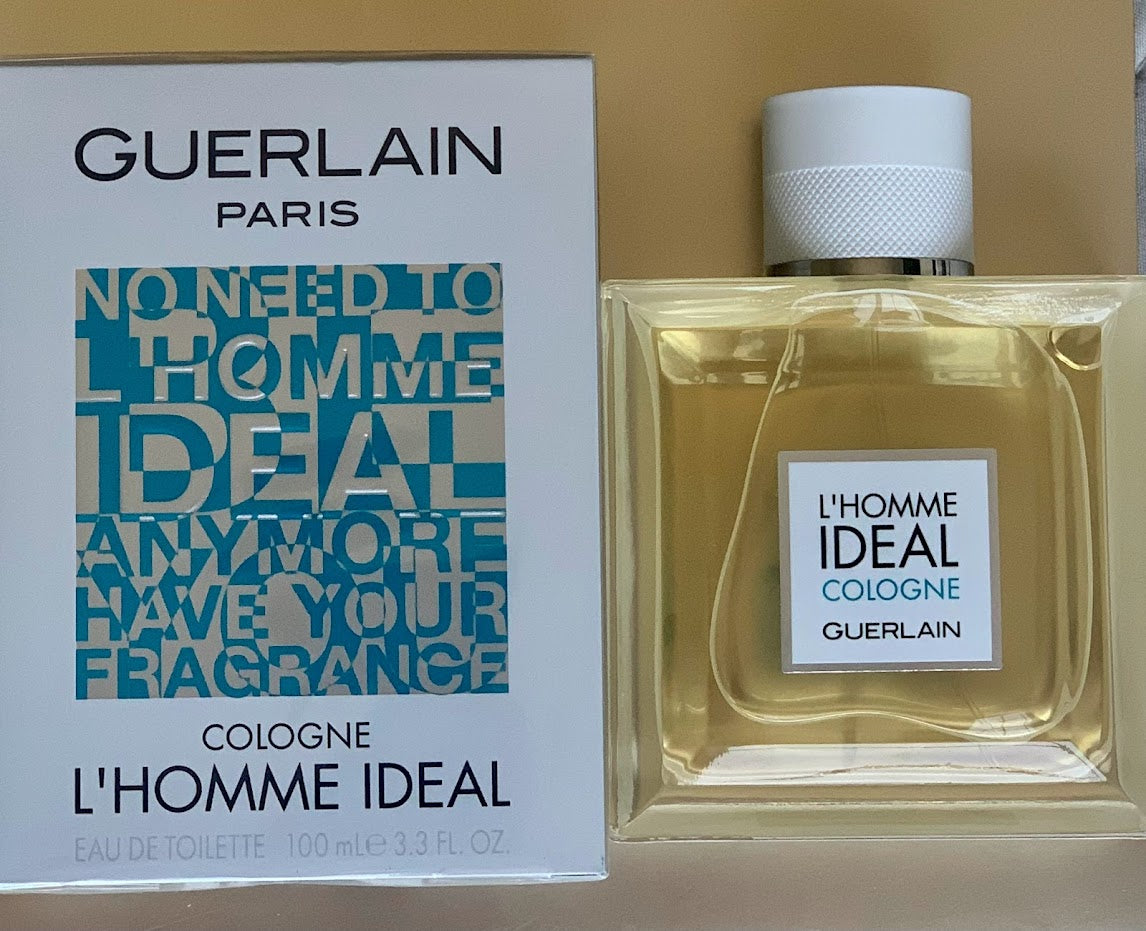 GUERLAIN
PARIS
NO NEED TO
L'HOMME
IDEAL
ANYMORE
HAVE YOUR
FRAGRANCE
COLOGNE
L'HOMME IDEAL
EAU DE TOILETTE 100 mL℮ 3.3 FL. OZ.
L'HOMME
IDEAL
COLOGNE
GUERLAIN